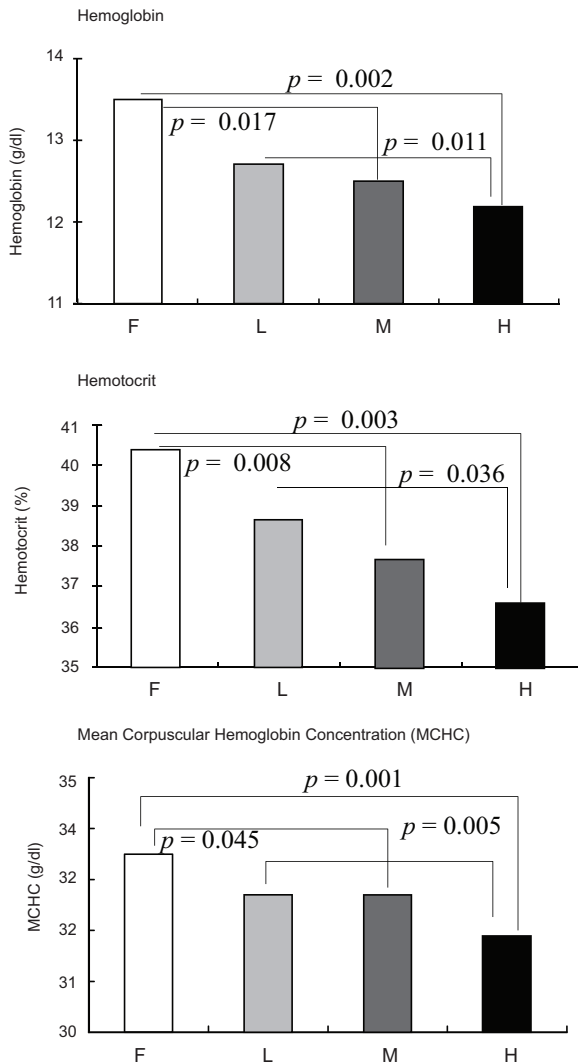 Hemoglobin
14
p = 0.002
p = 0.017
13
p = 0.011
Hemoglobin (g/dl)
12
11
F L M H
Hemotocrit
41
p = 0.003
40
p = 0.008
p = 0.036
39
Hemotocrit (%)
38
37
36
35
F L M H
Mean Corpuscular Hemoglobin Concentration (MCHC)
35
p = 0.001
34
p = 0.045
p = 0.005
MCHC (g/dl)
32
32
31
30
F L M H